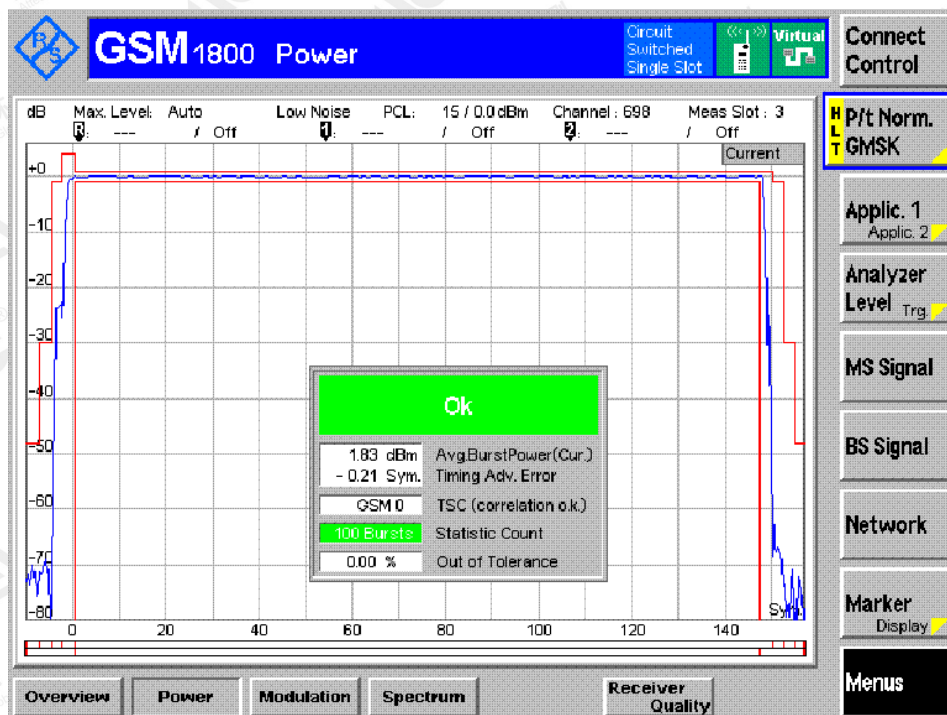 R S
GSM 1800 Power
Circuit Switched Single Slot
Virtual
Connect Control
dB Max. Level: Auto Low Noise PCL: 15 / 0.0 dBm Channel : 698 Meas Slot : 3
R: --- / Off 1: --- / Off 2: --- / Off
HLT P/t Norm. GMSK
Current
+0
-10
-20
-30
-40
-50
-60
-70
-80
Applic. 1
Applic. 2
Analyzer
Level Trg.
MS Signal
Ok
1.83 dBm Avg.BurstPower(Cur.)
- 0.21 Sym. Timing Adv. Error
GSM 0 TSC (correlation o.k.)
100 Bursts Statistic Count
0.00 % Out of Tolerance
BS Signal
Network
Marker
Display
Sym.
0 20 40 60 80 100 120 140
Overview Power Modulation Spectrum Receiver Quality
Menus